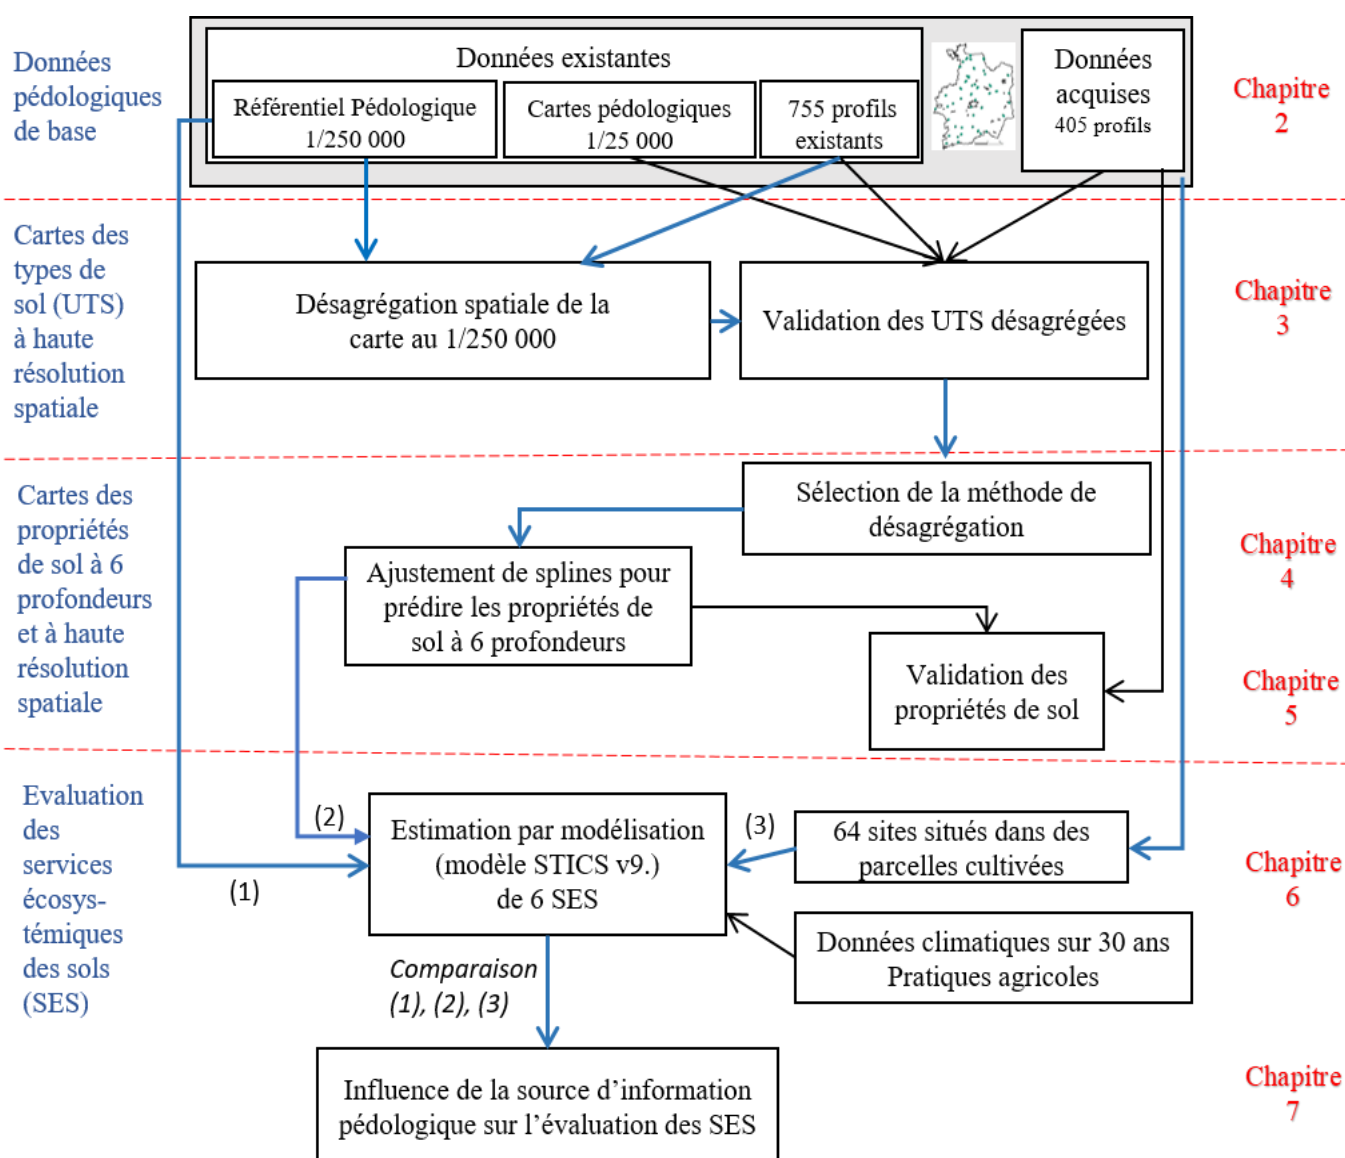 Données
pédologiques
de base
Données existantes
Référentiel Pédologique
1/250 000
Cartes pédologiques
1/25 000
755 profils
existants
Données
acquises
405 profils
Chapitre
2
Cartes des
types de
sol (UTS)
à haute
résolution
spatiale
Désagrégation spatiale de la
carte au 1/250 000
Validation des UTS désagrégées
Chapitre
3
Cartes des
propriétés
de sol à 6
profondeurs
et à haute
résolution
spatiale
Sélection de la méthode de
désagrégation
Ajustement de splines pour
prédire les propriétés de
sol à 6 profondeurs
Chapitre
4
Validation des
propriétés de sol
Chapitre
5
Evaluation
des
services
écosys-
témiques
des sols
(SES)
(1)
(2)
Estimation par modélisation
(modèle STICS v9.)
de 6 SES
(3)
64 sites situés dans des
parcelles cultivées
Données climatiques sur 30 ans
Pratiques agricoles
Chapitre
6
Comparaison
(1), (2), (3)
Influence de la source d’information
pédologique sur l’évaluation des SES
Chapitre
7